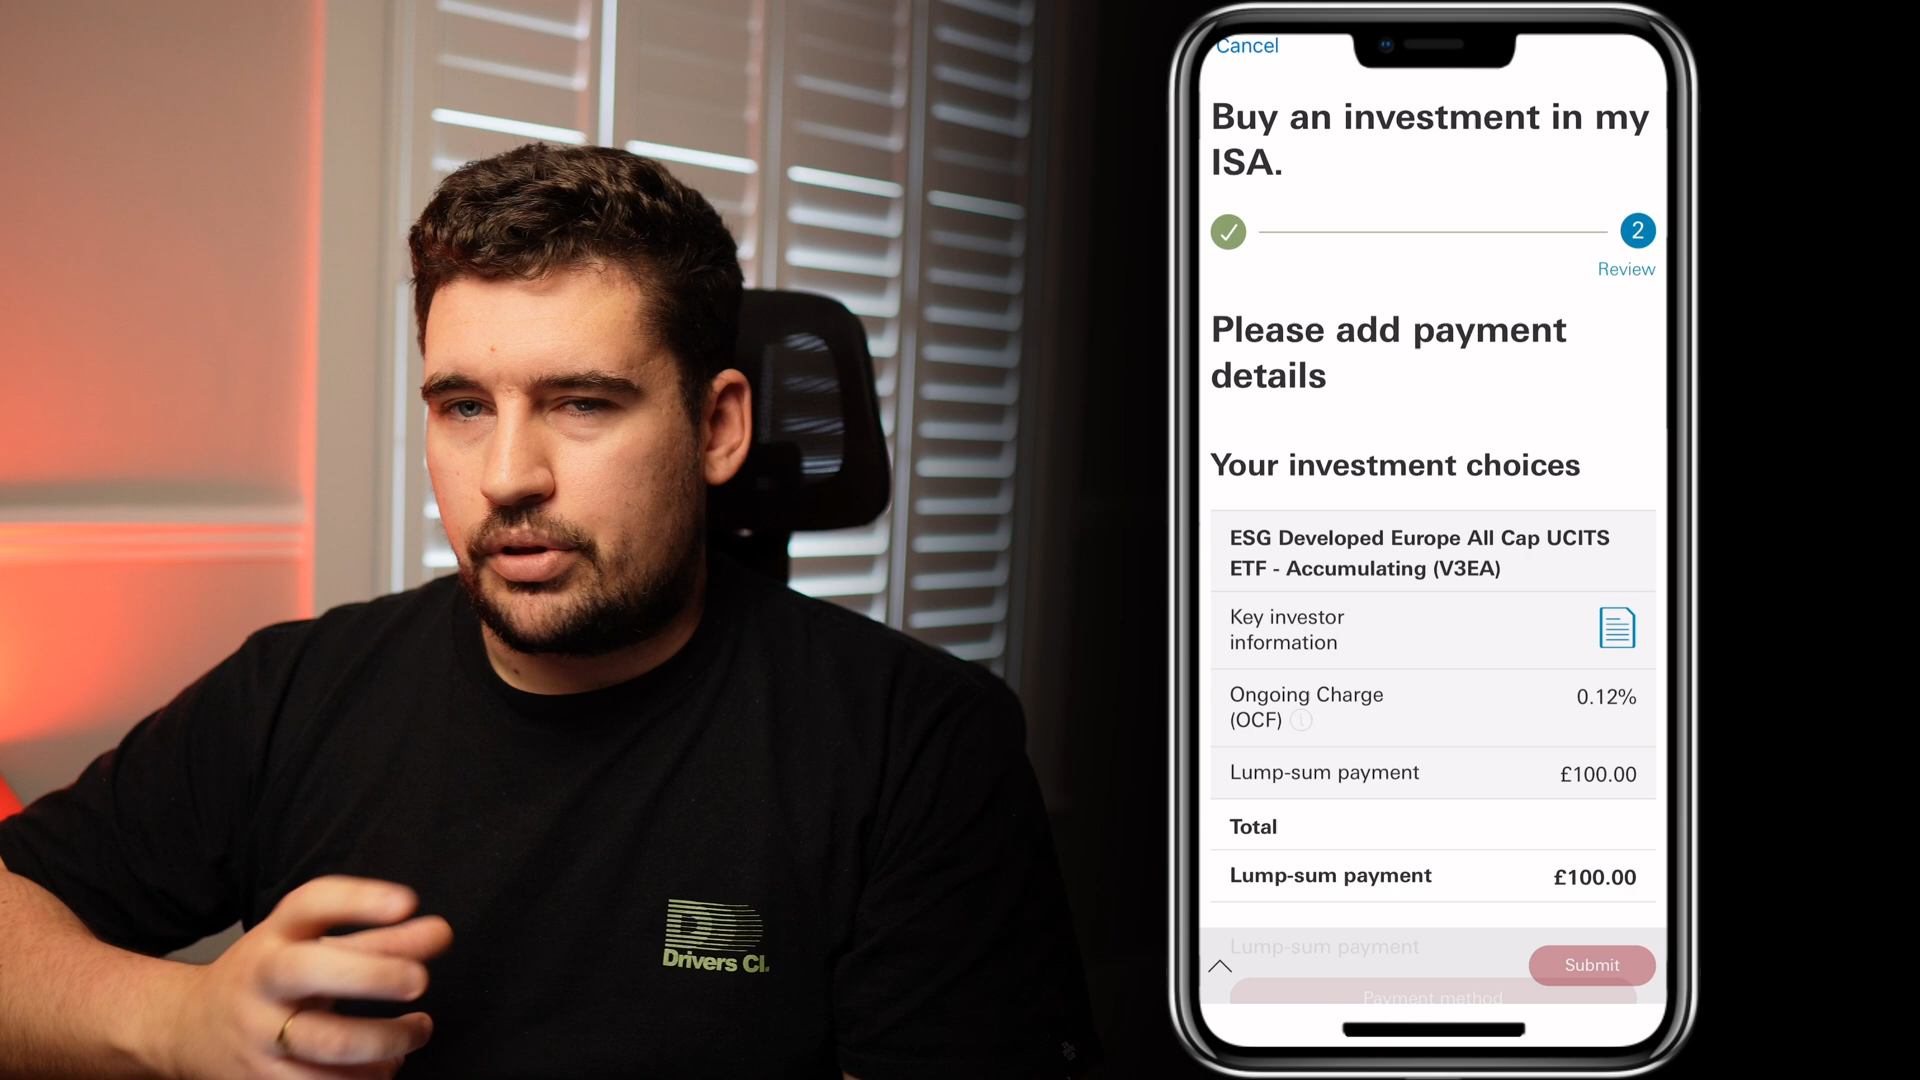 Cancel
Buy an investment in my
ISA.
2
Review
Please add payment
details
Your investment choices
ESG Developed Europe All Cap UCITS
ETF - Accumulating (V3EA)
Key investor
information
Ongoing Charge
(OCF) i
0.12%
Lump-sum payment
£100.00
Total
Lump-sum payment
£100.00
Lump-sum payment
Submit
Payment method
D
Drivers Cl.